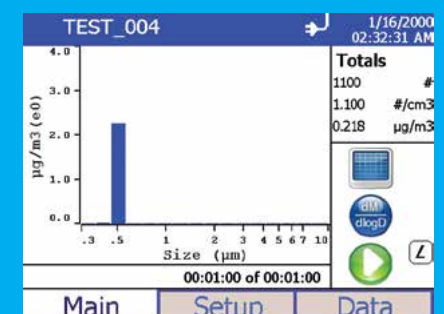 TEST_004
1/16/2000
02:32:31 AM
4.0
3.0
2.0
1.0
0.0
µg/m3 (e0)
.3 .5 1 2 3 4 5 6 7 10
Size (µm)
00:01:00 of 00:01:00
Totals
1100 #
1.100 #/cm3
0.218 µg/m3
dM
dlogD
L
Main
Setup
Data